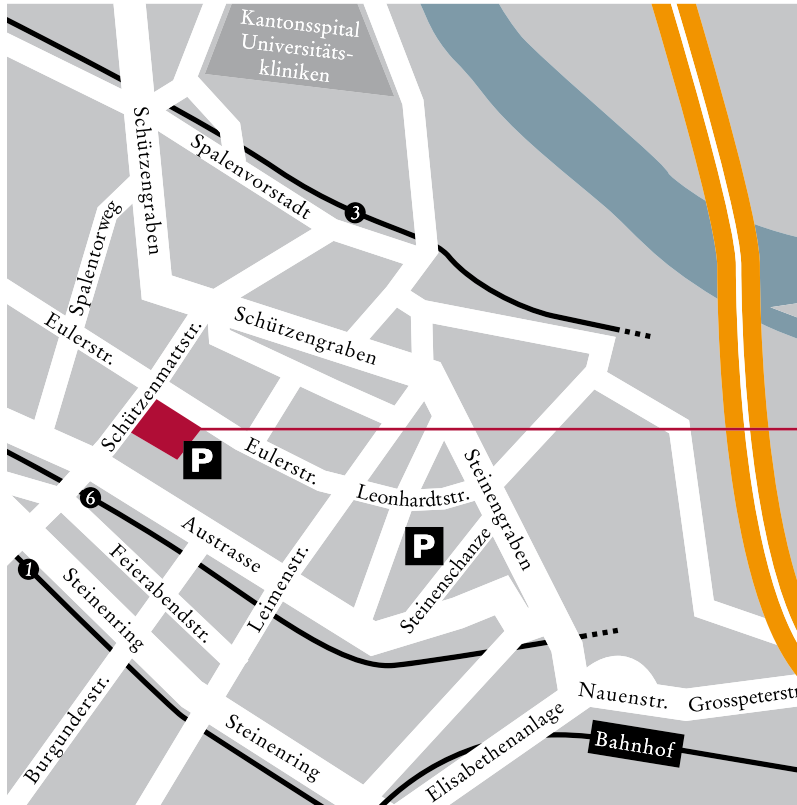 Kantonsspital
Universitäts-
kliniken
Schützengraben
Spalenvorstadt
3
Spalentorweg
Eulerstr.
Schützenmattstr.
Schützengraben
P
Eulerstr.
Leonhardtstr.
Steinengraben
6
Austrasse
P
Steinenschanze
1
Feierabendstr.
Steinenring
Leimenstr.
Burgunderstr.
Steinenring
Elisabethenanlage
Nauenstr.
Grosspeterstr
Bahnhof